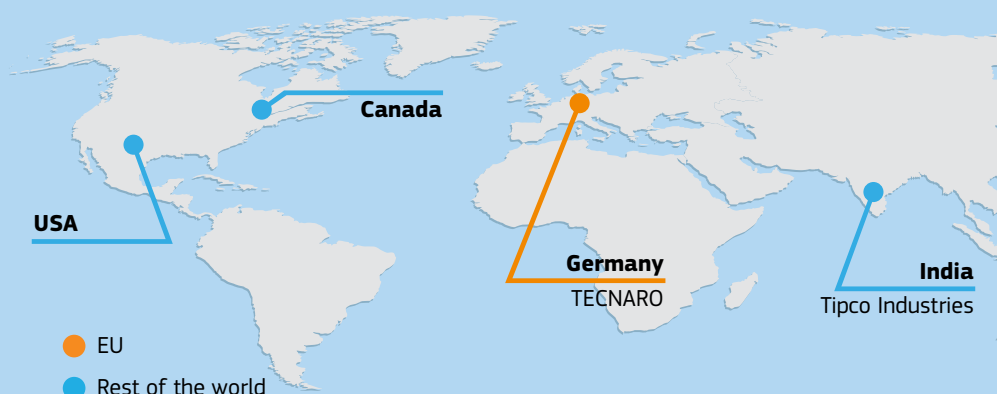 Canada
USA
Germany
TECNARO
India
Tipco Industries
EU
Rest of the world